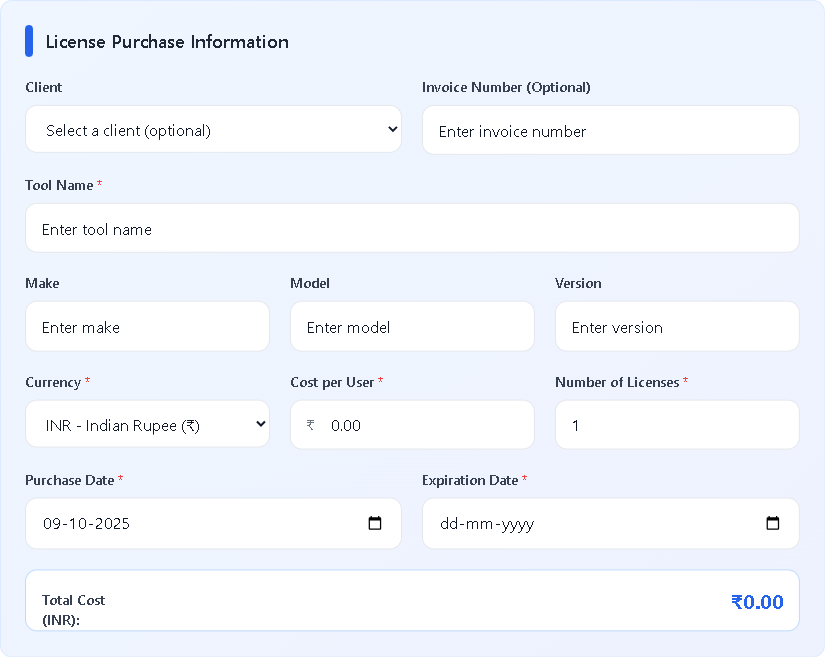 License Purchase Information
Client
Invoice Number (Optional)
Select a client (optional)
Enter invoice number
Tool Name *
Enter tool name
Make
Model
Version
Enter make
Enter model
Enter version
Currency *
Cost per User *
Number of Licenses *
INR - Indian Rupee (₹)
₹ 0.00
1
Purchase Date *
Expiration Date *
09-10-2025
dd-mm-yyyy
Total Cost
(INR):
₹0.00